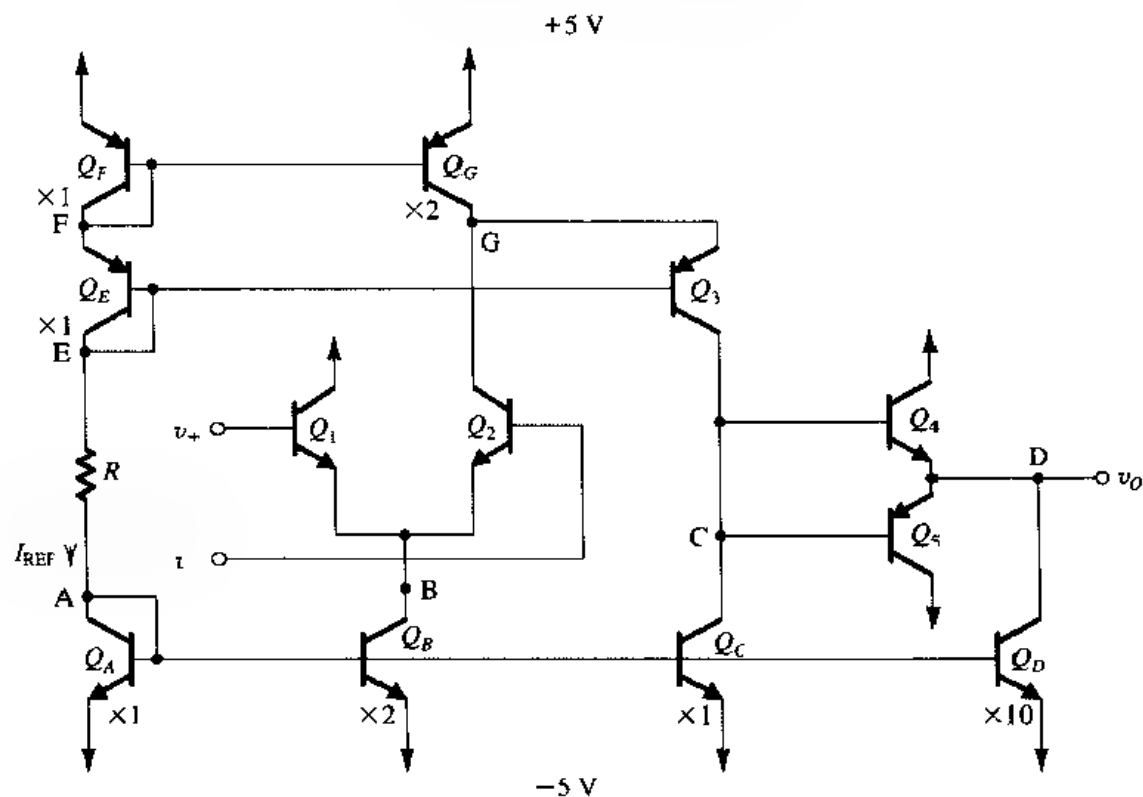 +5 V
Q_F
Q_G
×1
×2
F
G
Q_E
Q_3
×1
E
v_+
Q_1
Q_2
Q_4
R
D
v_O
C
Q_5
I_REF
A
B
Q_A
Q_B
Q_C
Q_D
×1
×2
×1
×10
−5 V